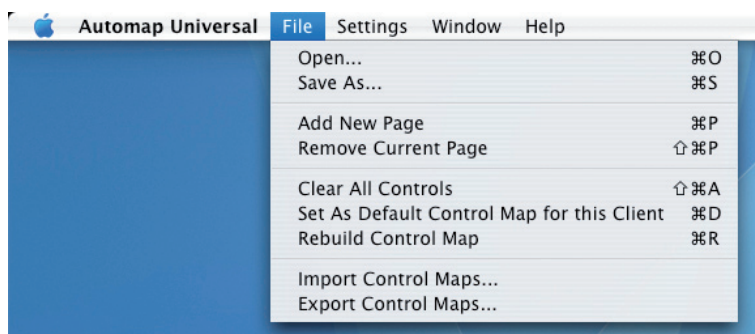 Automap Universal File Settings Window Help
Open... ⌘O
Save As... ⌘S
Add New Page ⌘P
Remove Current Page ⇧⌘P
Clear All Controls ⇧⌘A
Set As Default Control Map for this Client ⌘D
Rebuild Control Map ⌘R
Import Control Maps...
Export Control Maps...